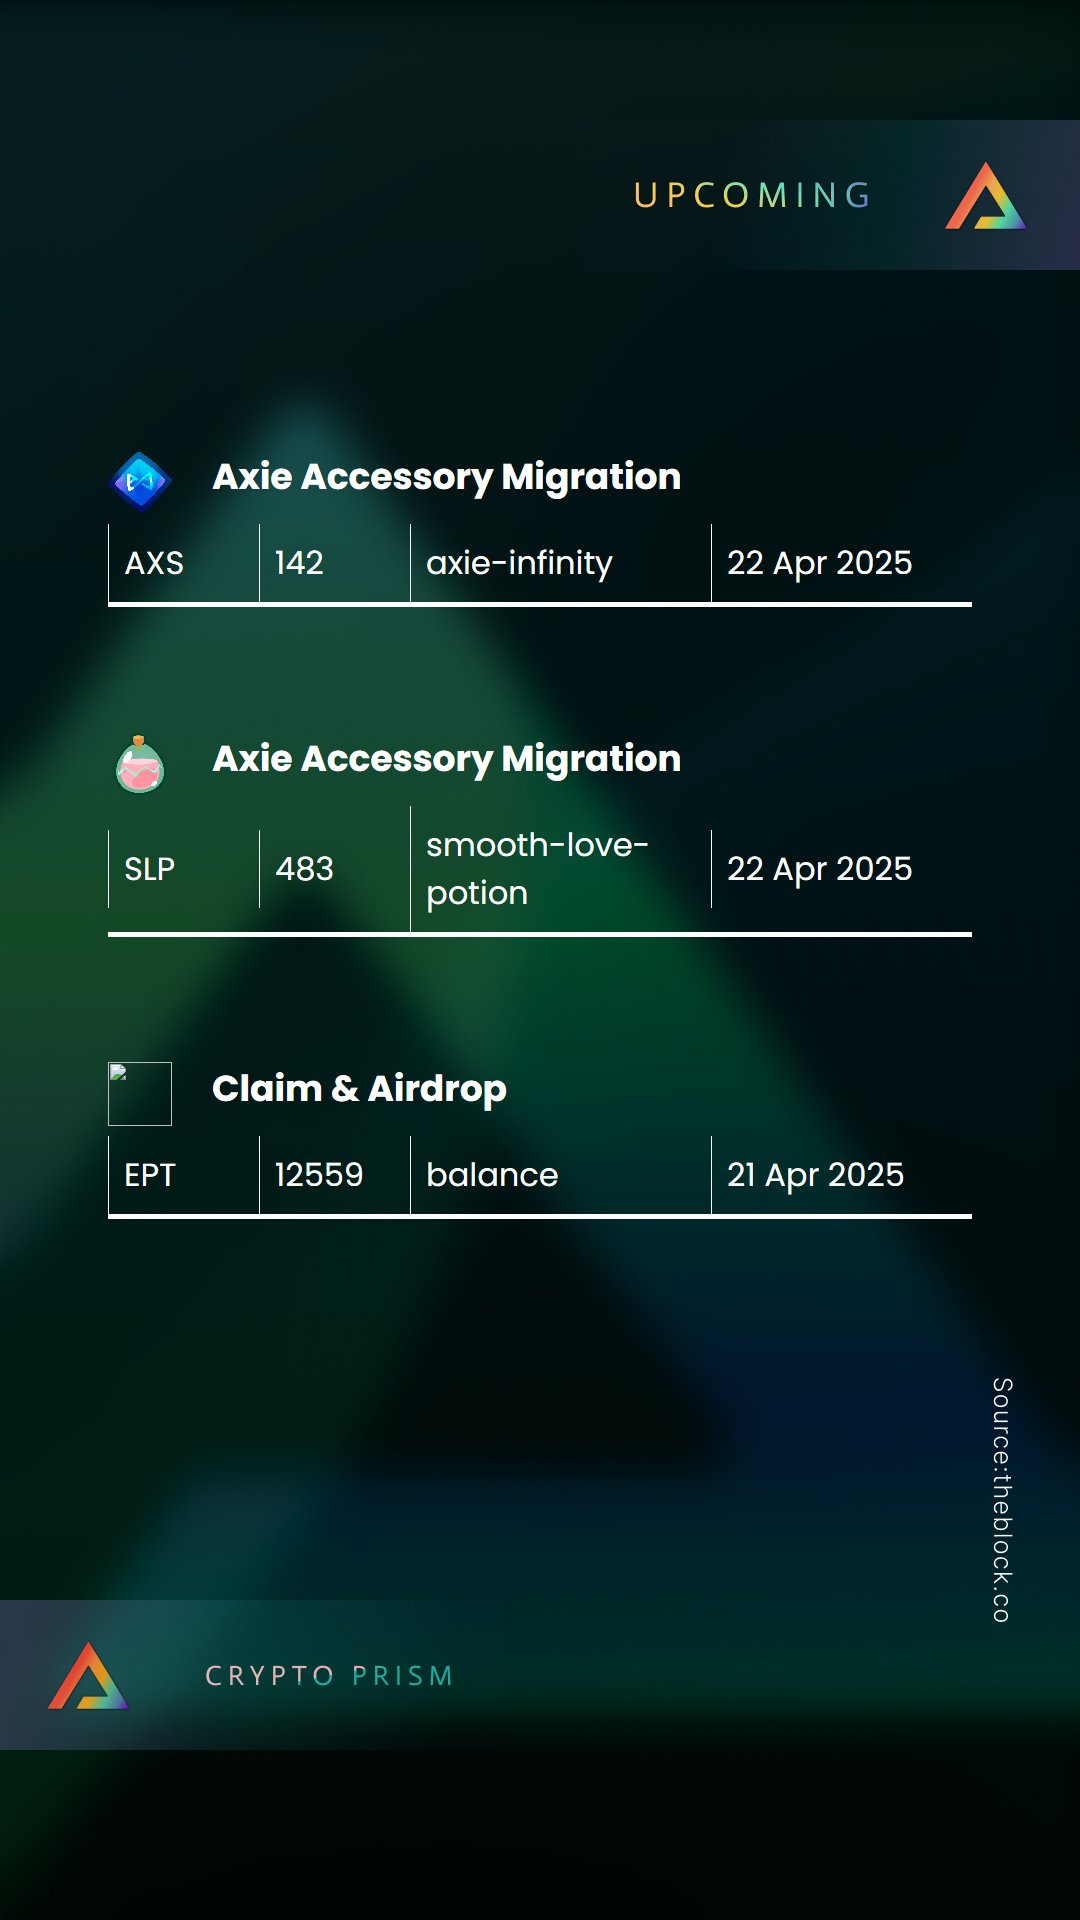 UPCOMING
Axie Accessory Migration
AXS 142 axie-infinity 22 Apr 2025
Axie Accessory Migration
SLP 483 smooth-love-
potion 22 Apr 2025
Claim & Airdrop
EPT 12559 balance 21 Apr 2025
Source:theblock.co
CRYPTO PRISM